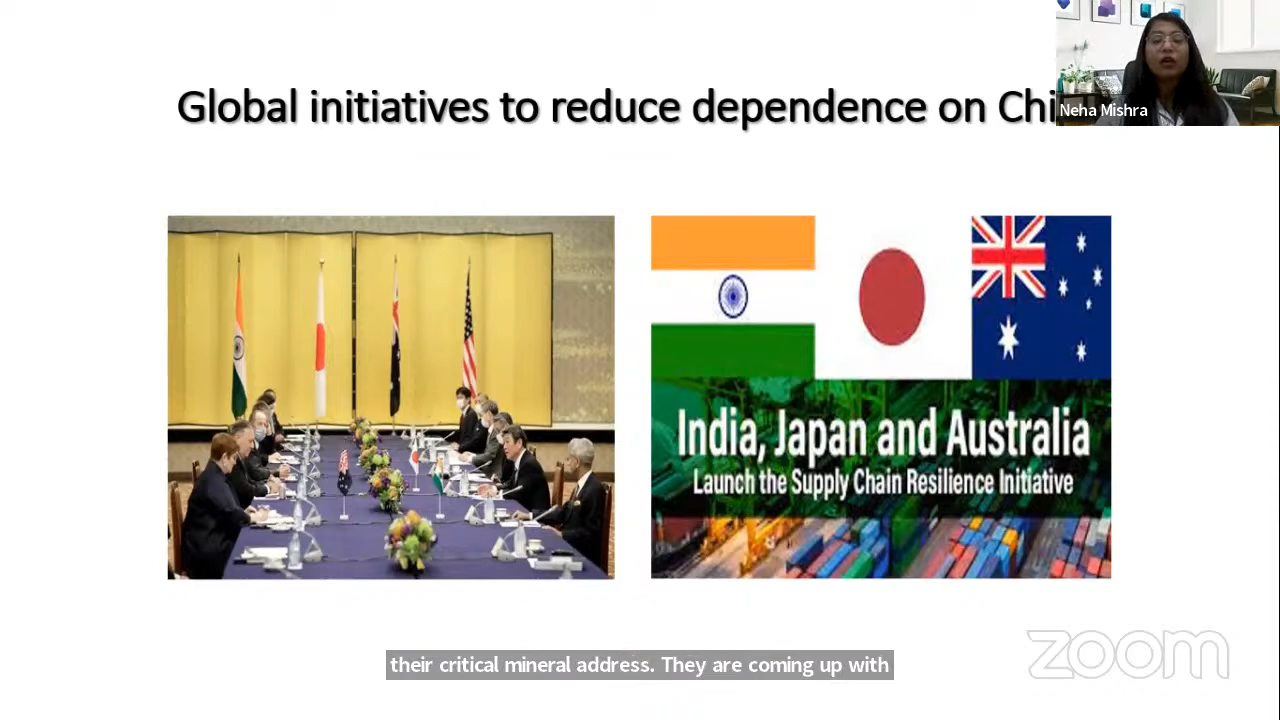 Global initiatives to reduce dependence on Chi
Neha Mishra
India, Japan and Australia
Launch the Supply Chain Resilience Initiative
their critical mineral address. They are coming up with
zoom